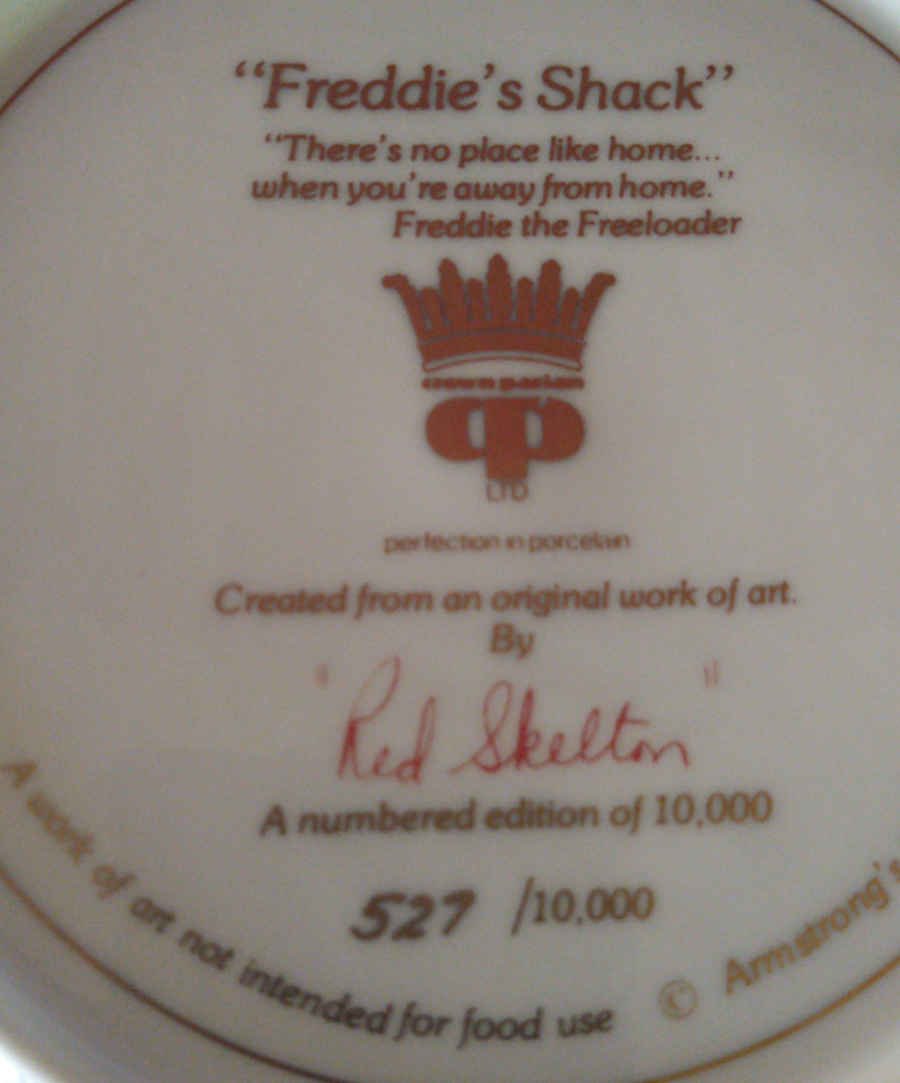 “Freddie's Shack”
“There's no place like home...
when you're away from home.”
Freddie the Freeloader
crown parian
LTD
perfection in porcelain
Created from an original work of art.
By
"Red Skelton"
A numbered edition of 10,000
527 /10,000
A work of art not intended for food use © Armstrong's